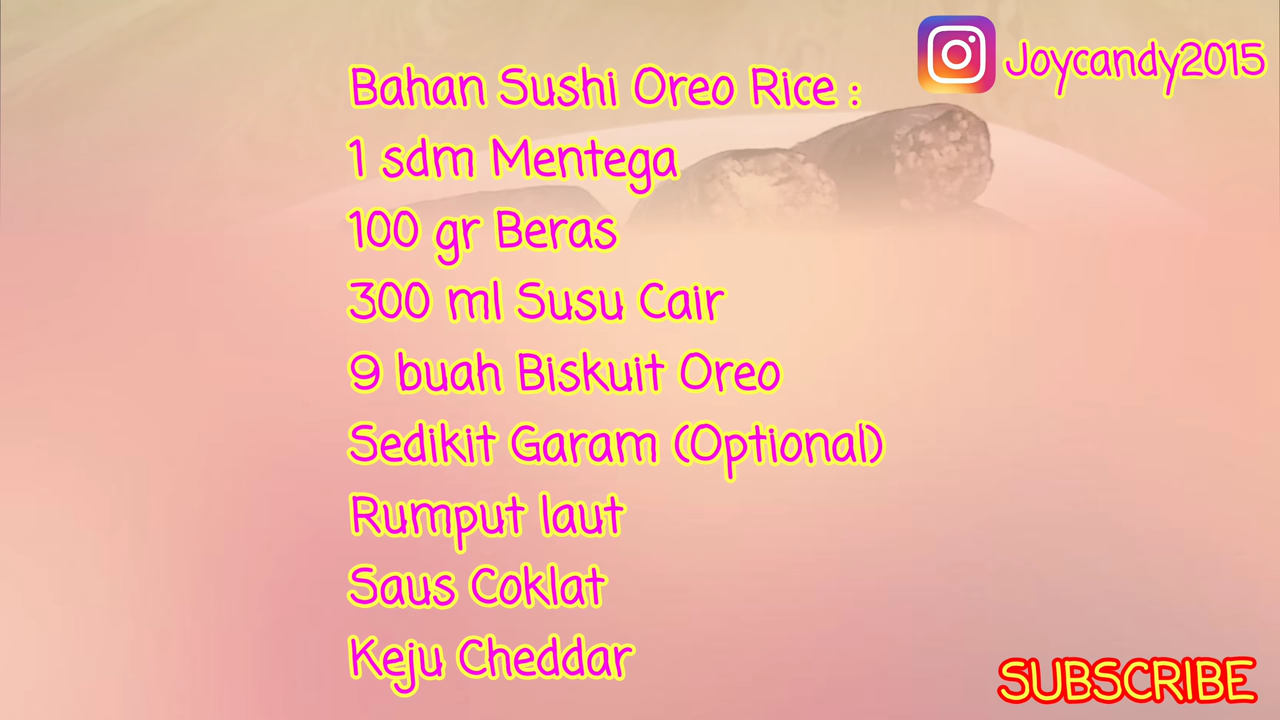 Joycandy2015
Bahan Sushi Oreo Rice :
1 sdm Mentega
100 gr Beras
300 ml Susu Cair
9 buah Biskuit Oreo
Sedikit Garam (Optional)
Rumput laut
Saus Coklat
Keju Cheddar
SUBSCRIBE